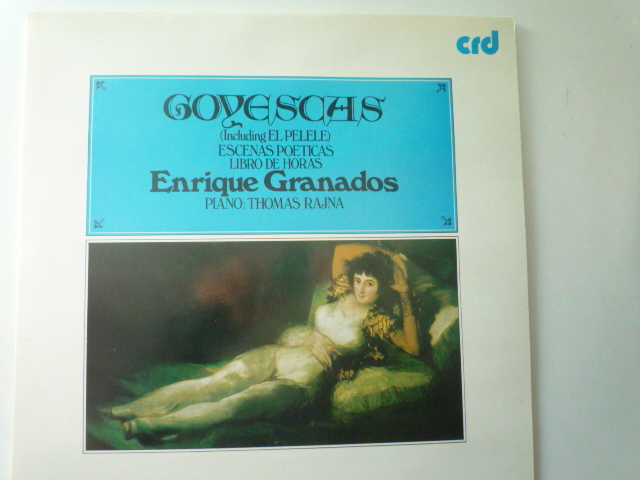 crd
GOYESCAS
(Including EL PELELE)
ESCENAS POETICAS
LIBRO DE HORAS
Enrique Granados
PIANO: THOMAS RAJNA